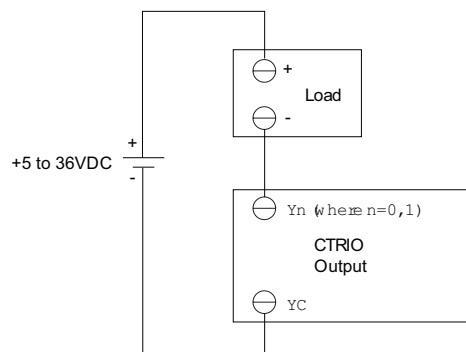 +
Load
-
+
+5 to 36VDC
-
Yn (where n=0,1)
CTRIO
Output
YC